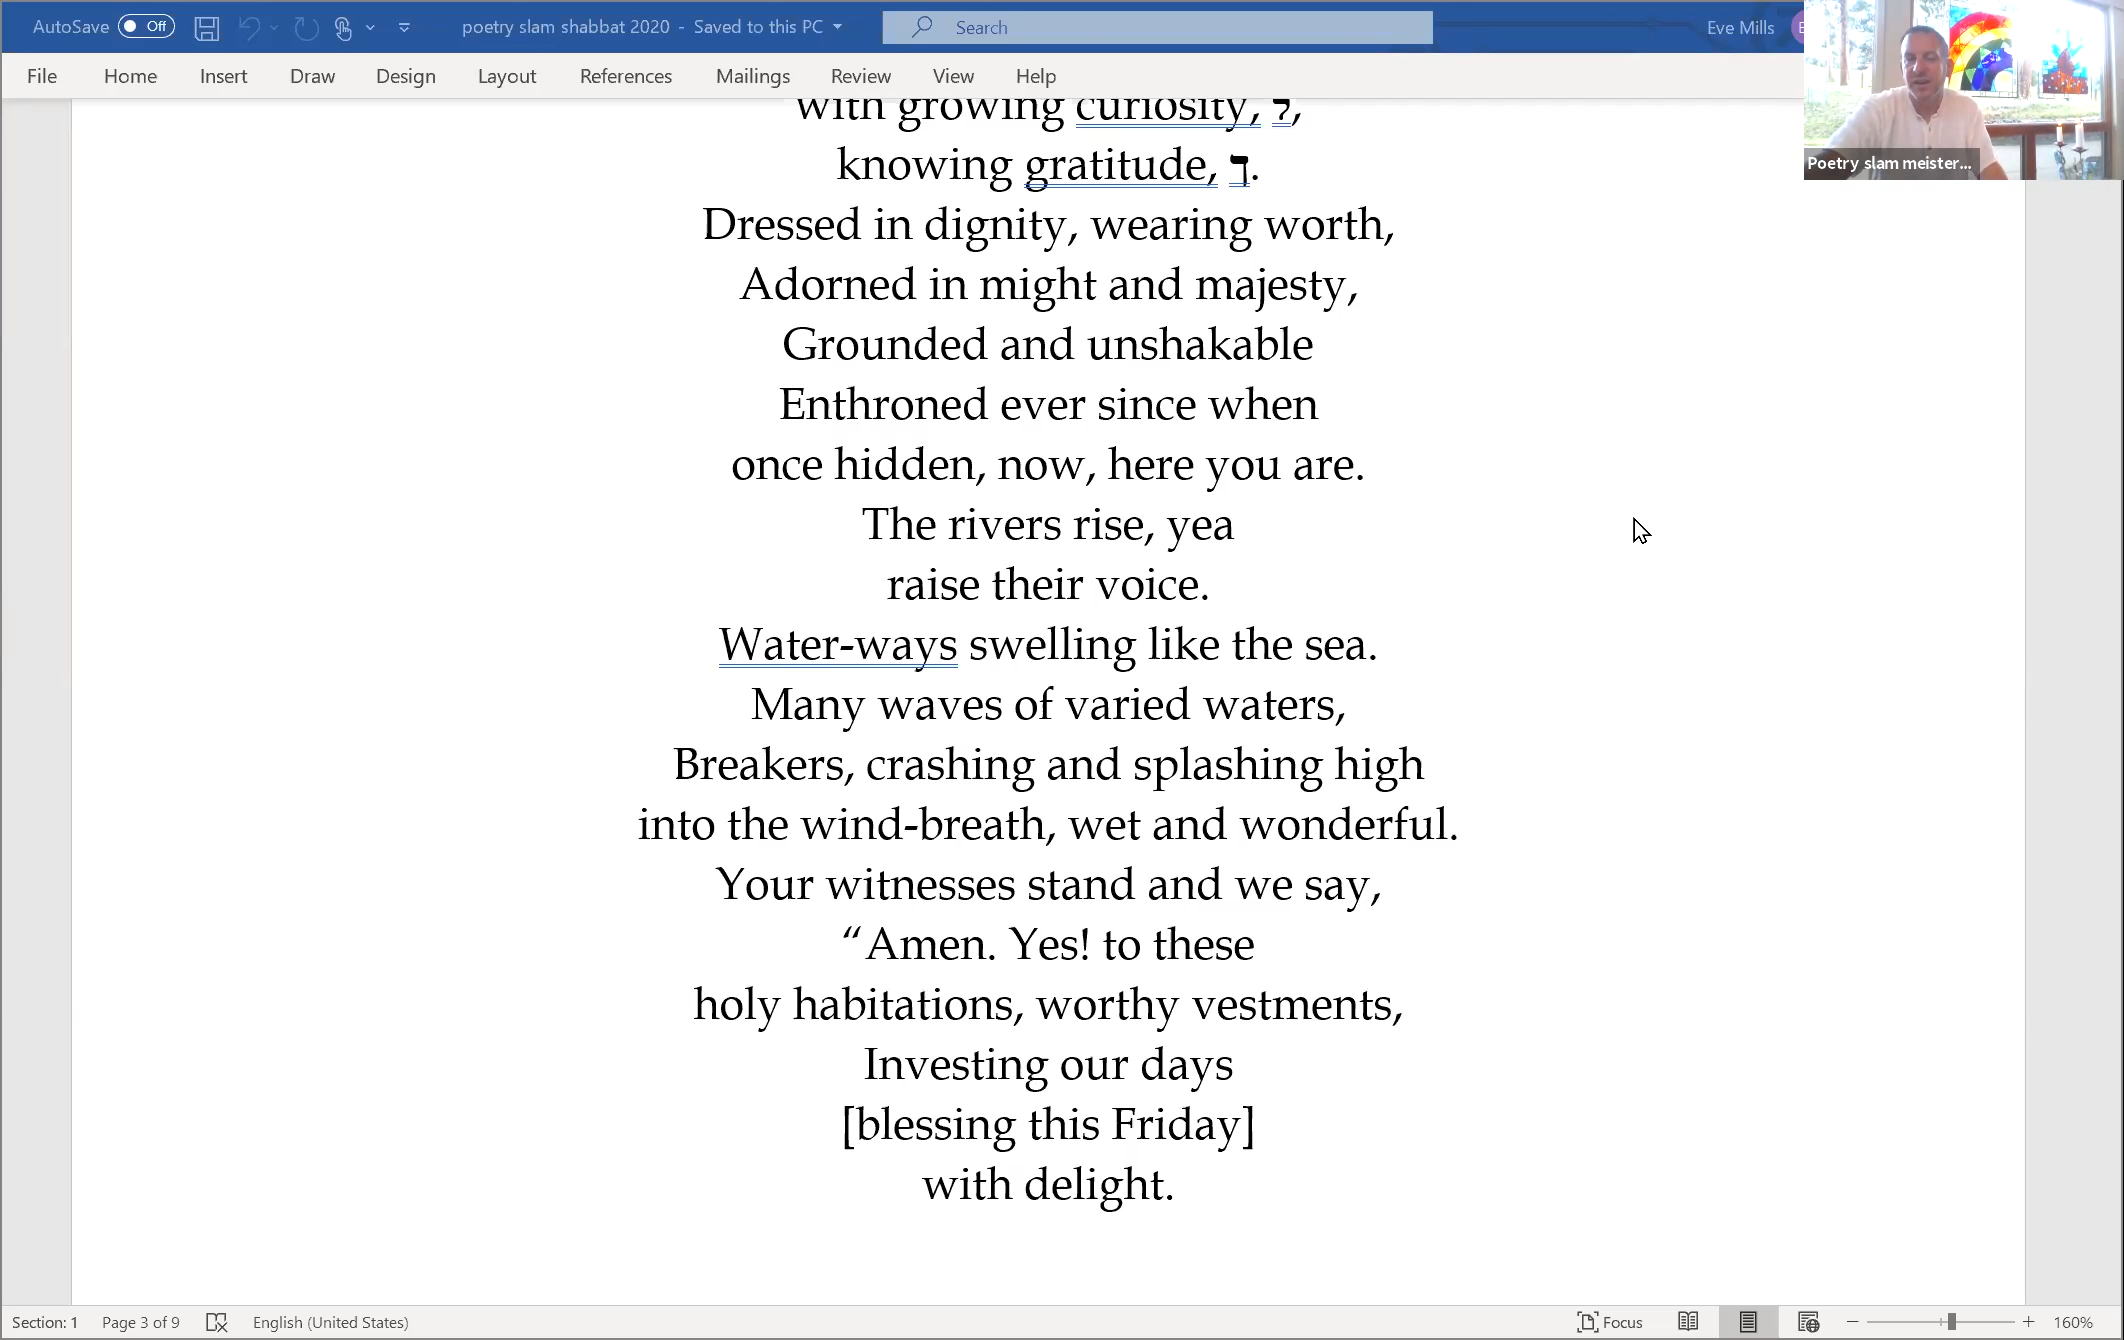 AutoSave Off poetry slam shabbat 2020 - Saved to this PC Search Eve Mills
File Home Insert Draw Design Layout References Mailings Review View Help
Poetry slam meister...
with growing curiosity, ל,
knowing gratitude, ך.
Dressed in dignity, wearing worth,
Adorned in might and majesty,
Grounded and unshakable
Enthroned ever since when
once hidden, now, here you are.
The rivers rise, yea
raise their voice.
Water-ways swelling like the sea.
Many waves of varied waters,
Breakers, crashing and splashing high
into the wind-breath, wet and wonderful.
Your witnesses stand and we say,
“Amen. Yes! to these
holy habitations, worthy vestments,
Investing our days
[blessing this Friday]
with delight.
Section: 1 Page 3 of 9 English (United States) Focus 160%